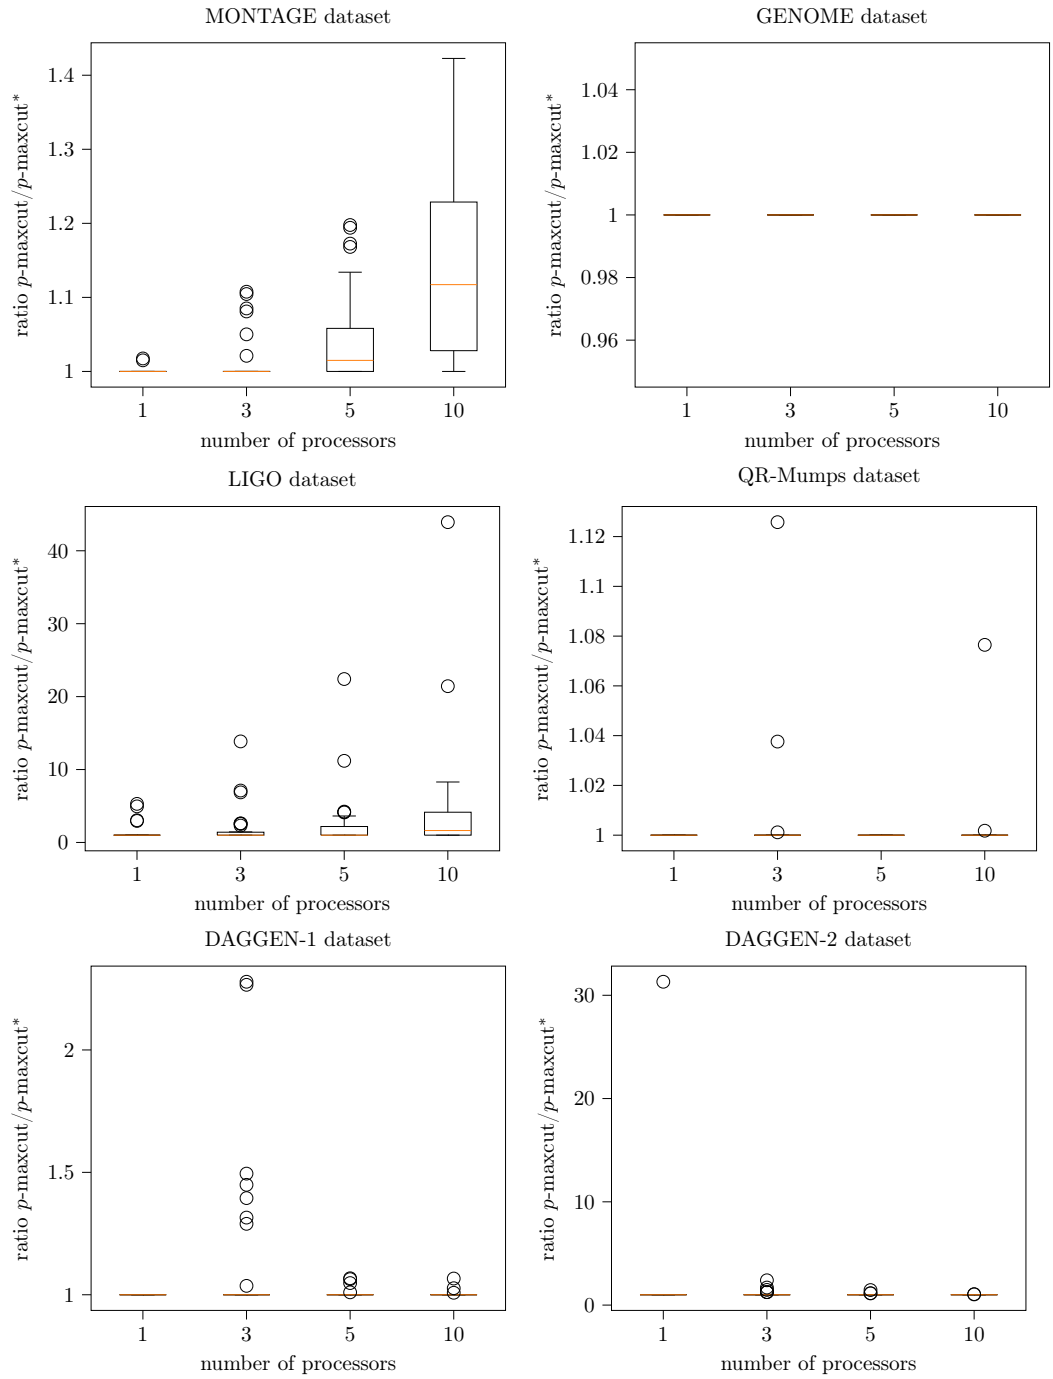 MONTAGE dataset
ratio p-maxcut/p-maxcut*
1.4
1.3
1.2
1.1
1
1 3 5 10
number of processors
GENOME dataset
ratio p-maxcut/p-maxcut*
1.04
1.02
1
0.98
0.96
1 3 5 10
number of processors
LIGO dataset
ratio p-maxcut/p-maxcut*
40
30
20
10
0
1 3 5 10
number of processors
QR-Mumps dataset
ratio p-maxcut/p-maxcut*
1.12
1.1
1.08
1.06
1.04
1.02
1
1 3 5 10
number of processors
DAGGEN-1 dataset
ratio p-maxcut/p-maxcut*
2
1.5
1
1 3 5 10
number of processors
DAGGEN-2 dataset
ratio p-maxcut/p-maxcut*
30
20
10
0
1 3 5 10
number of processors